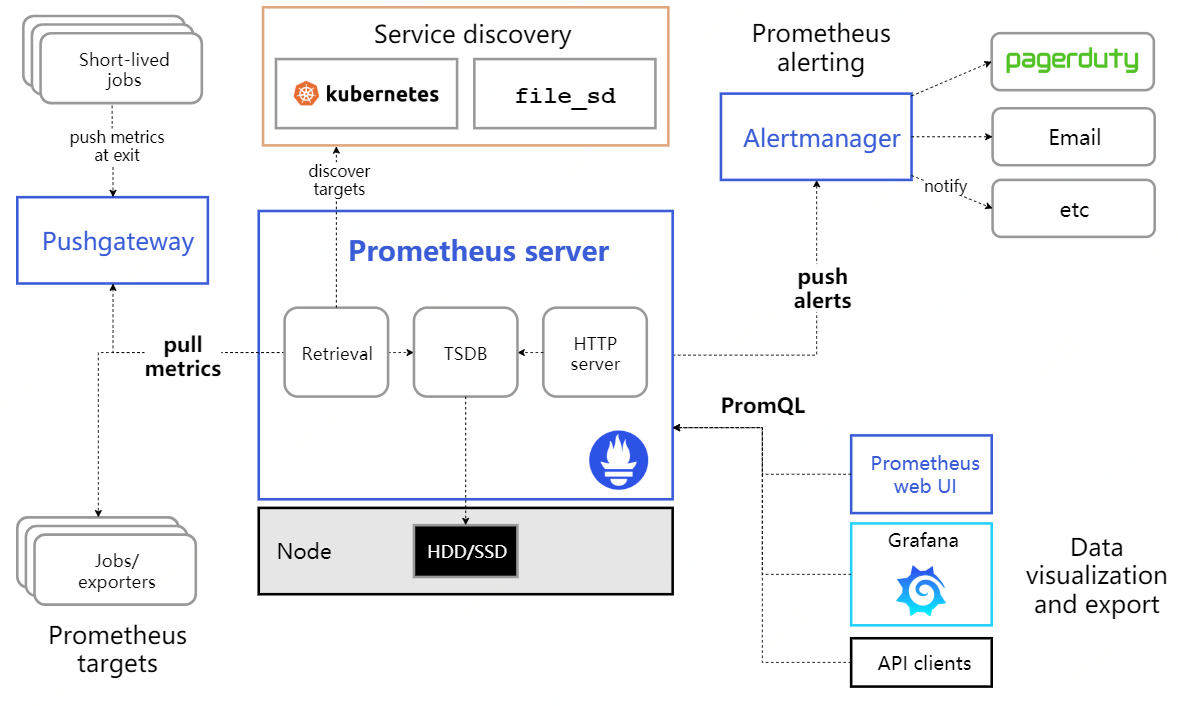 Short-lived
jobs
push metrics
at exit
Pushgateway
Service discovery
kubernetes
file_sd
discover
targets
Prometheus
alerting
Alertmanager
pagerduty
Email
notify
etc
Prometheus server
Retrieval
TSDB
HTTP
server
pull
metrics
push
alerts
PromQL
Node
HDD/SSD
Jobs/
exporters
Prometheus
targets
Prometheus
web UI
Grafana
API clients
Data
visualization
and export